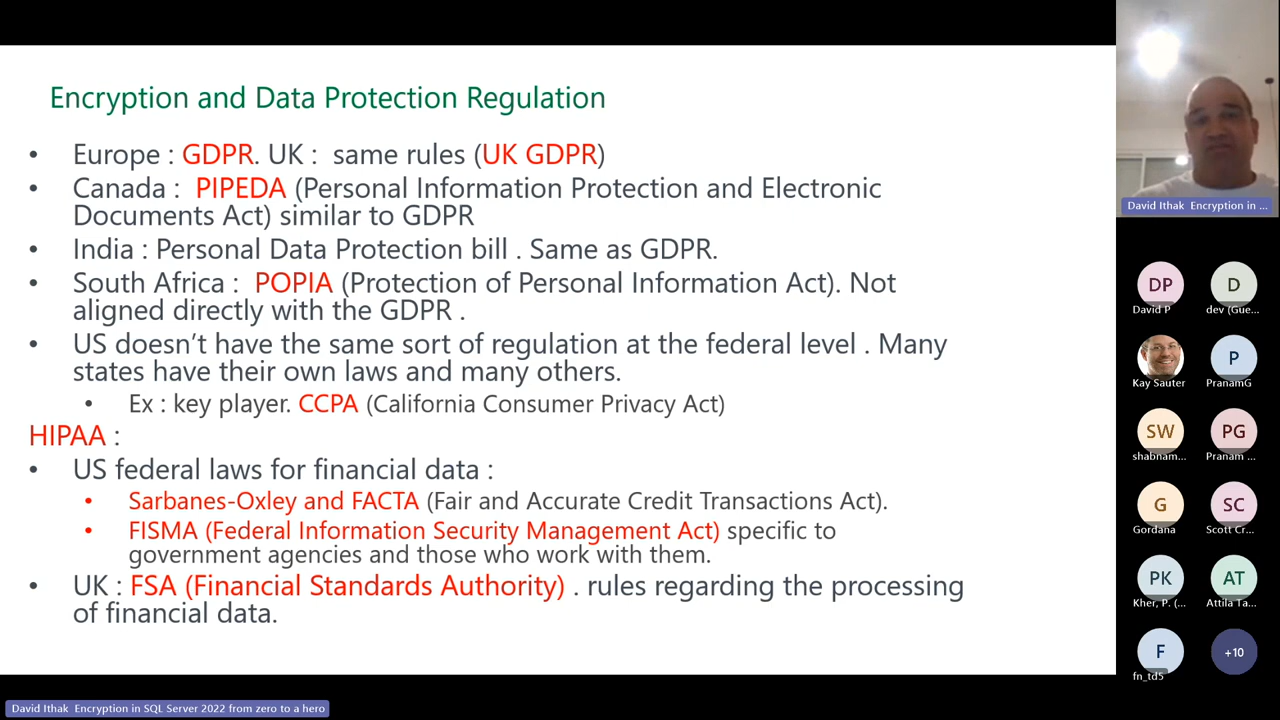 Encryption and Data Protection Regulation
• Europe : GDPR. UK : same rules (UK GDPR)
• Canada : PIPEDA (Personal Information Protection and Electronic
Documents Act) similar to GDPR
• India : Personal Data Protection bill . Same as GDPR.
• South Africa : POPIA (Protection of Personal Information Act). Not
aligned directly with the GDPR .
• US doesn’t have the same sort of regulation at the federal level . Many
states have their own laws and many others.
• Ex : key player. CCPA (California Consumer Privacy Act)
HIPAA :
• US federal laws for financial data :
• Sarbanes-Oxley and FACTA (Fair and Accurate Credit Transactions Act).
• FISMA (Federal Information Security Management Act) specific to
government agencies and those who work with them.
• UK : FSA (Financial Standards Authority) . rules regarding the processing
of financial data.
David Ithak Encryption in ...
DP
D
David P
dev (Gue...
P
Kay Sauter
PranamG
SW
PG
shabnam...
Pranam ...
G
SC
Gordana
Scott Cr...
PK
AT
Kher, P. (...
Attila Ta...
F
+10
fn_td5
David Ithak Encryption in SQL Server 2022 from zero to a hero